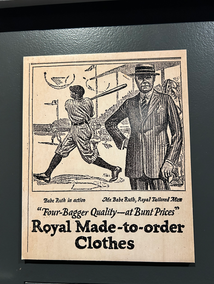 Babe Ruth in action Mr. Babe Ruth, Royal Tailored Man
"Four-Bagger Quality—at Bunt Prices"
Royal Made-to-order
Clothes